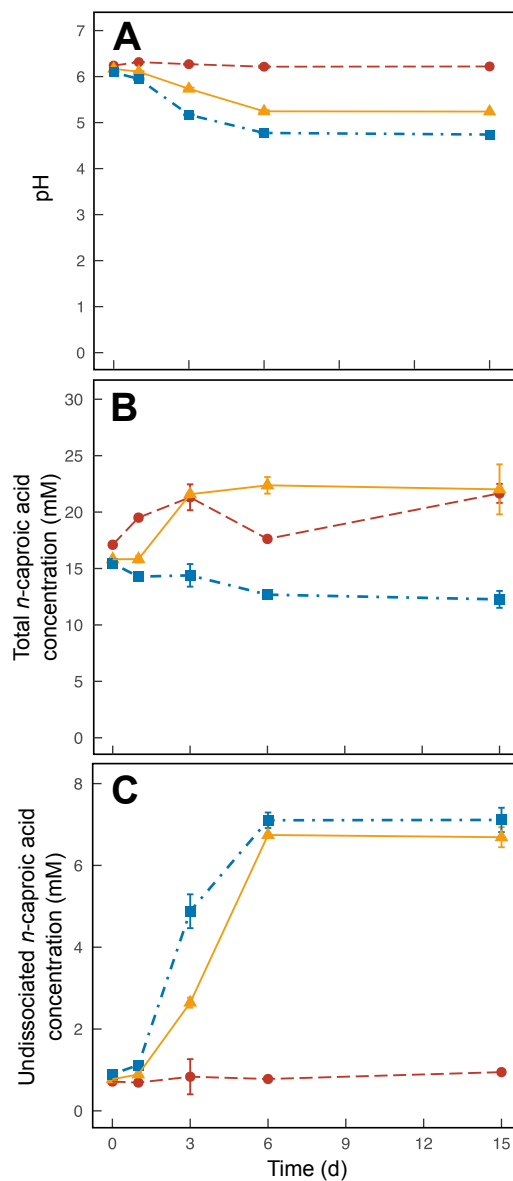 A
7
6
5
4
3
2
1
0
pH
B
30
25
20
15
10
5
0
Total n-caproic acid
concentration (mM)
C
8
6
4
2
0
Undissociated n-caproic acid
concentration (mM)
0 3 6 9 12 15
Time (d)